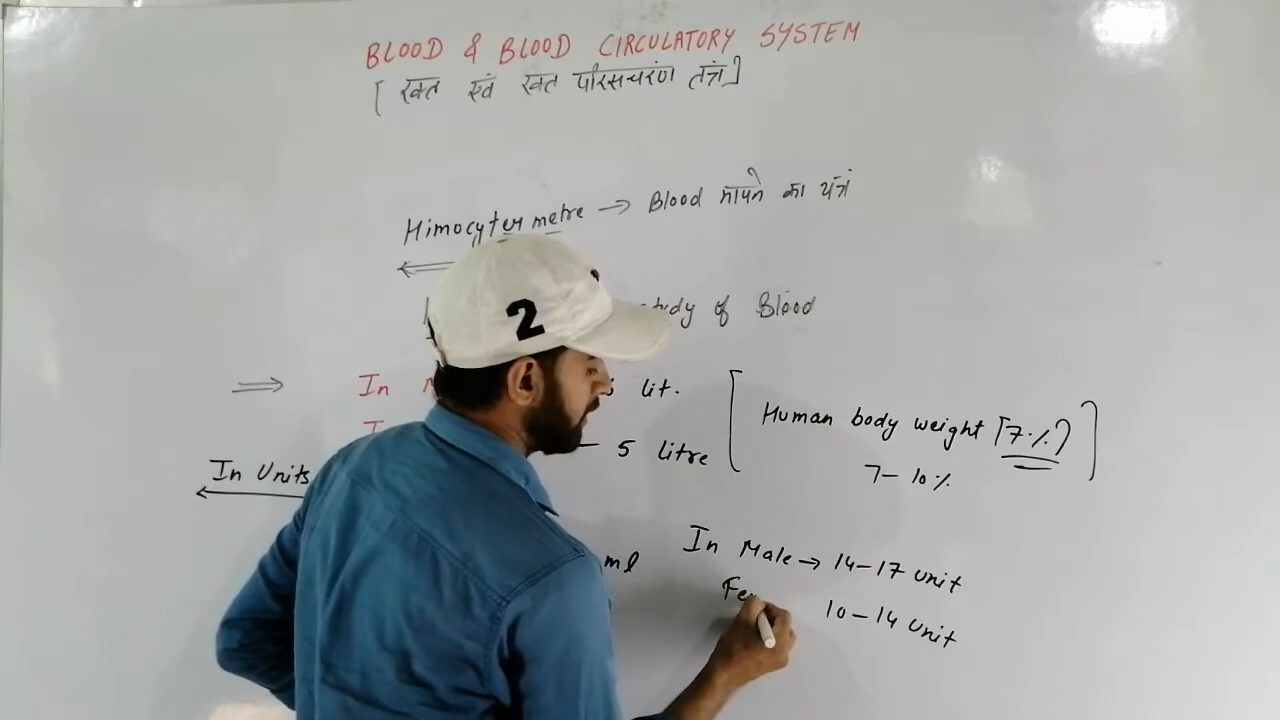 BLOOD & BLOOD CIRCULATORY SYSTEM
[ रक्त एवं रक्त परिसंचरण तंत्र ]
Himocytermetre → Blood मापने का यंत्र
of Blood
2
⇒ In lit.
5 litre
[ Human body weight [7%]
7-10% ]
In Units
ml
In Male → 14-17 unit
Fe 10-14 unit